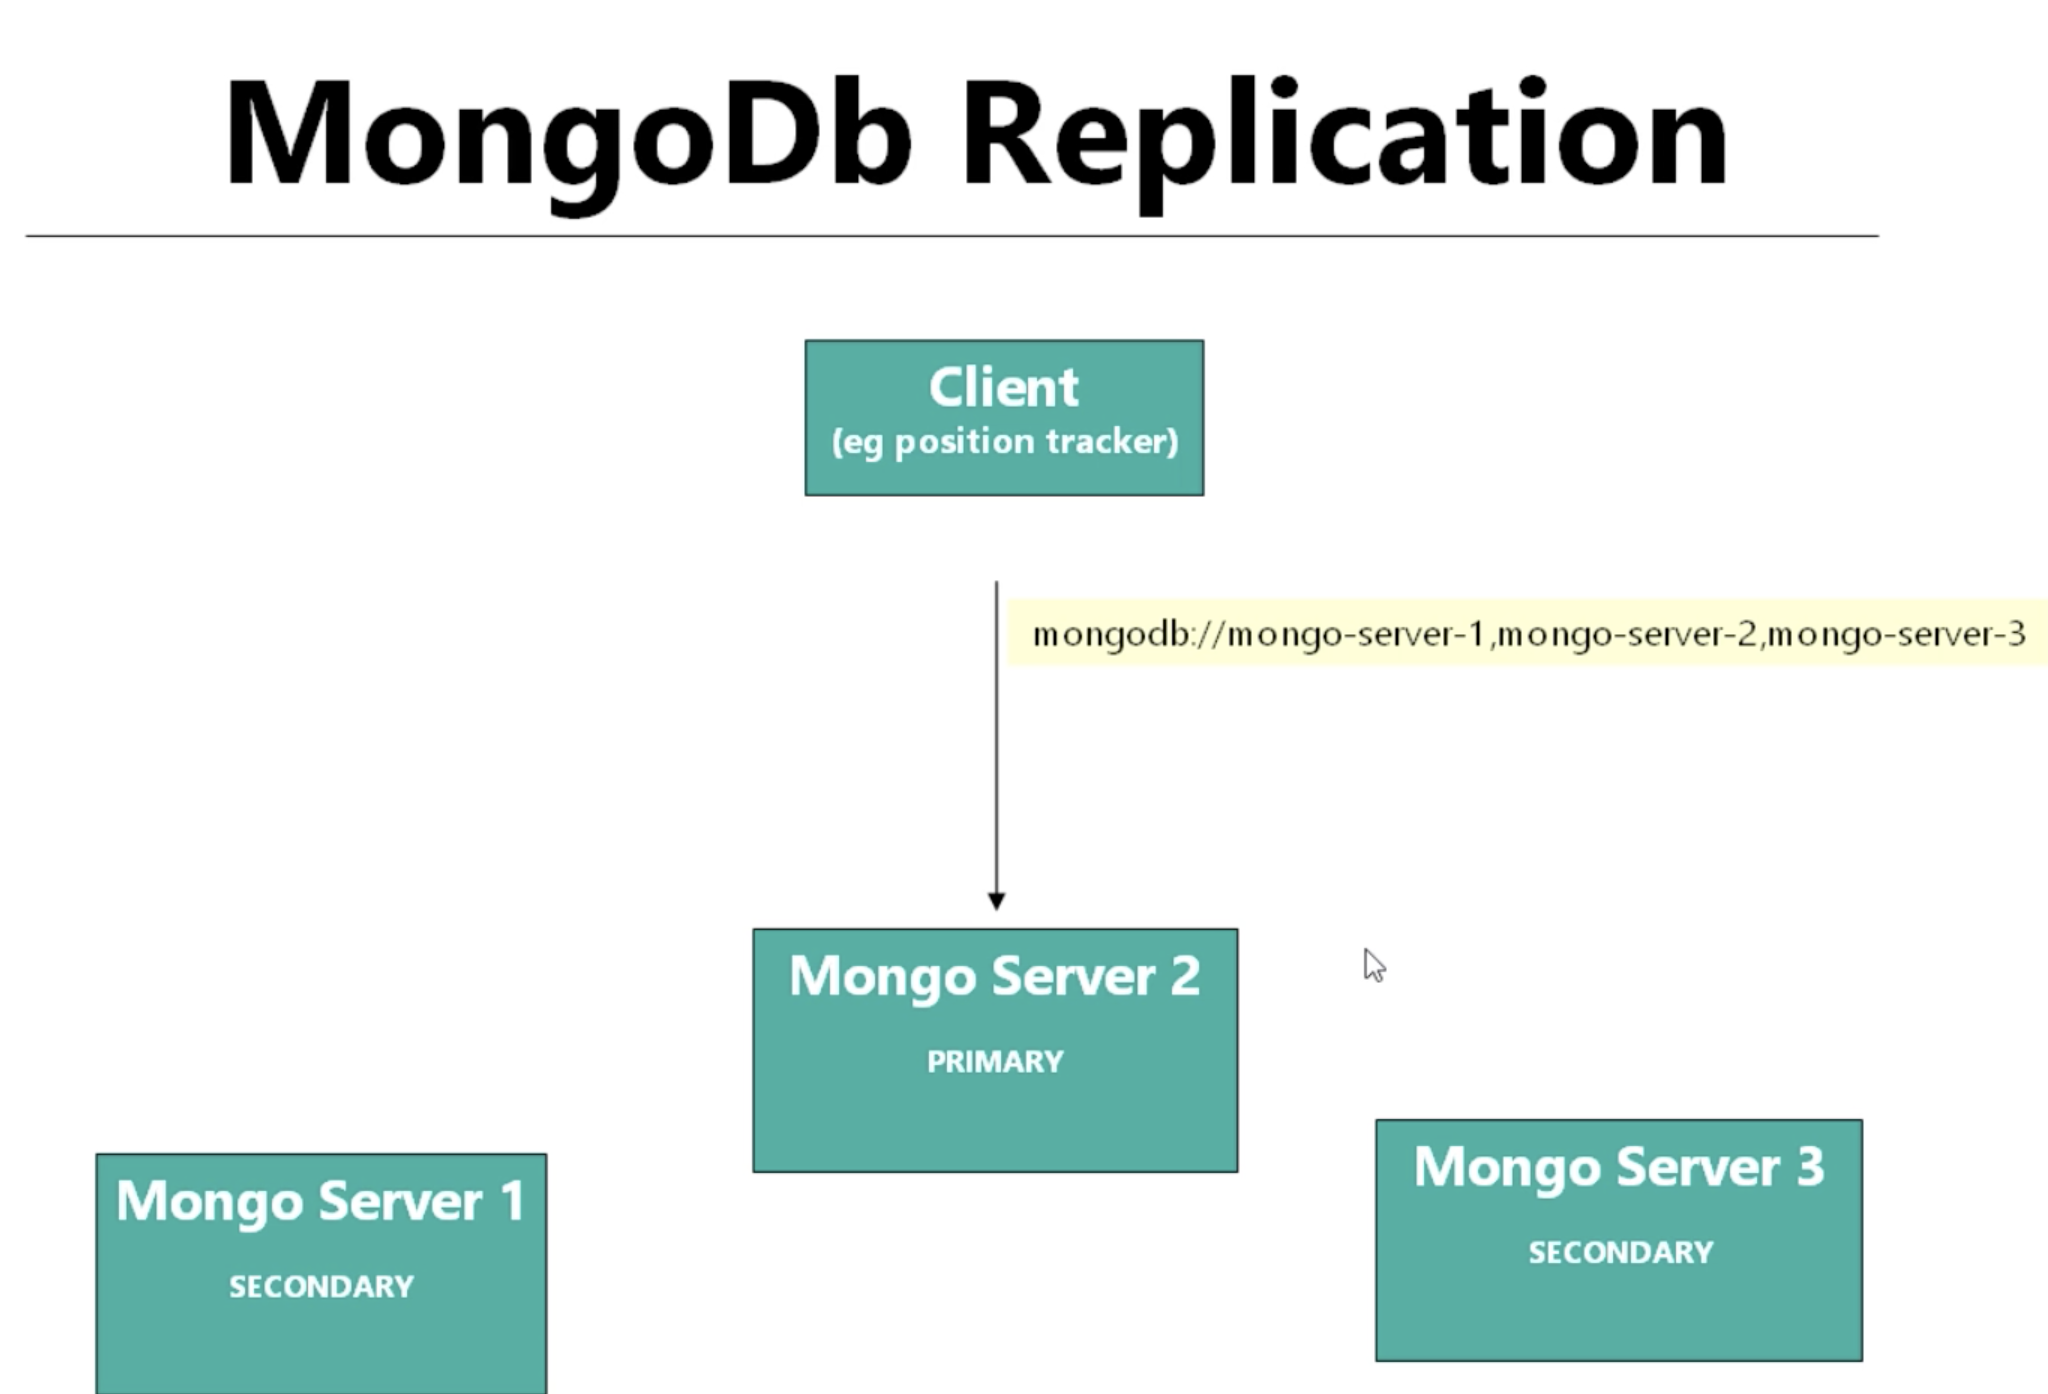 MongoDb Replication
Client
(eg position tracker)
mongodb://mongo-server-1,mongo-server-2,mongo-server-3
Mongo Server 2
PRIMARY
Mongo Server 1
SECONDARY
Mongo Server 3
SECONDARY